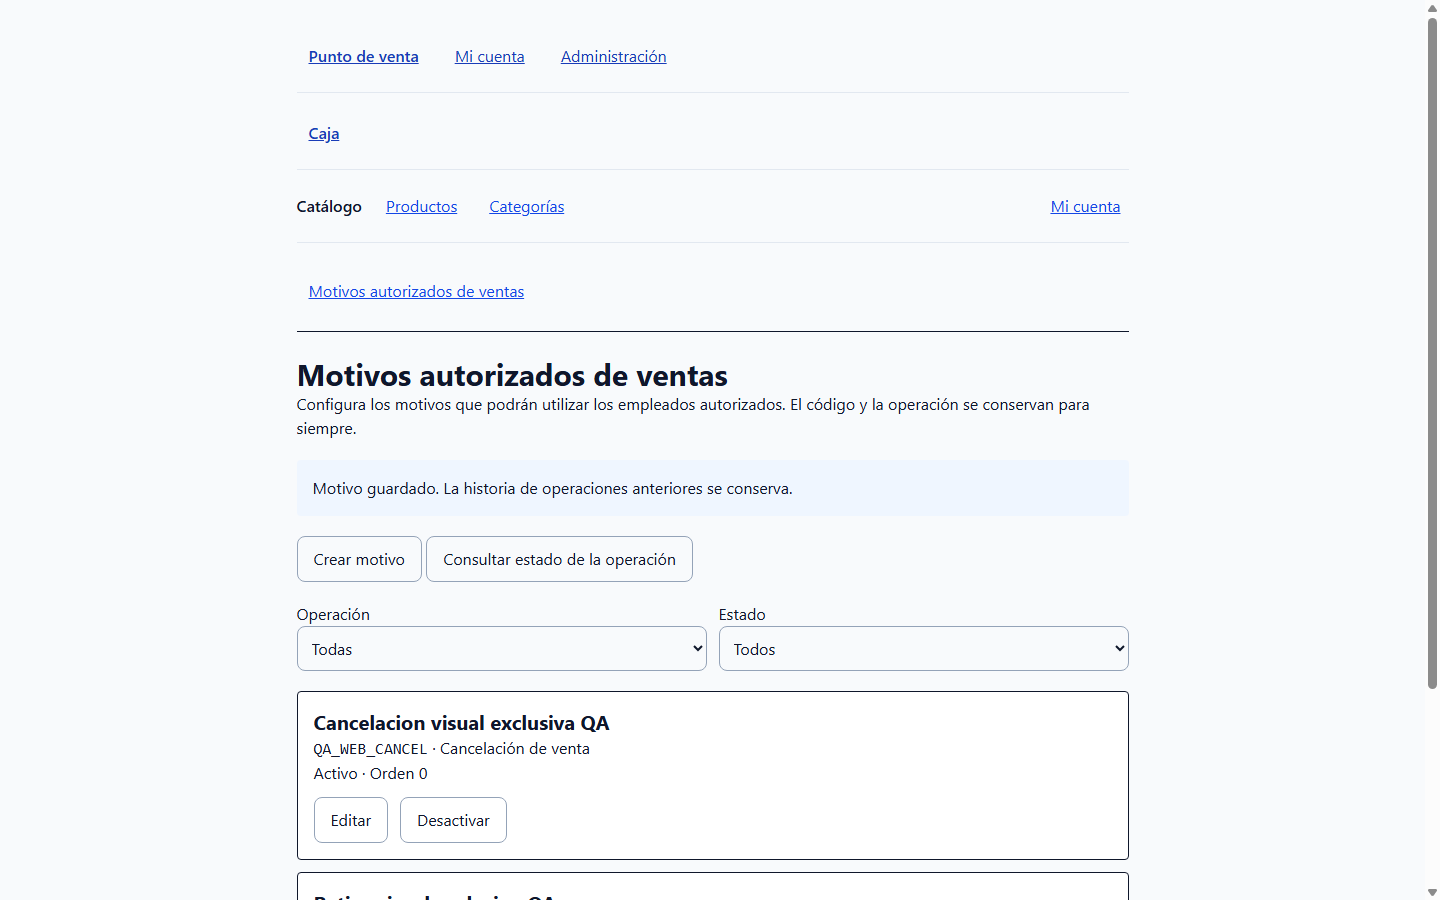 Punto de venta Mi cuenta Administración
Caja
Catálogo Productos Categorías Mi cuenta
Motivos autorizados de ventas
Motivos autorizados de ventas
Configura los motivos que podrán utilizar los empleados autorizados. El código y la operación se conservan para
siempre.
Motivo guardado. La historia de operaciones anteriores se conserva.
Crear motivo Consultar estado de la operación
Operación Estado
Todas Todos
Cancelacion visual exclusiva QA
QA_WEB_CANCEL · Cancelación de venta
Activo · Orden 0
Editar Desactivar